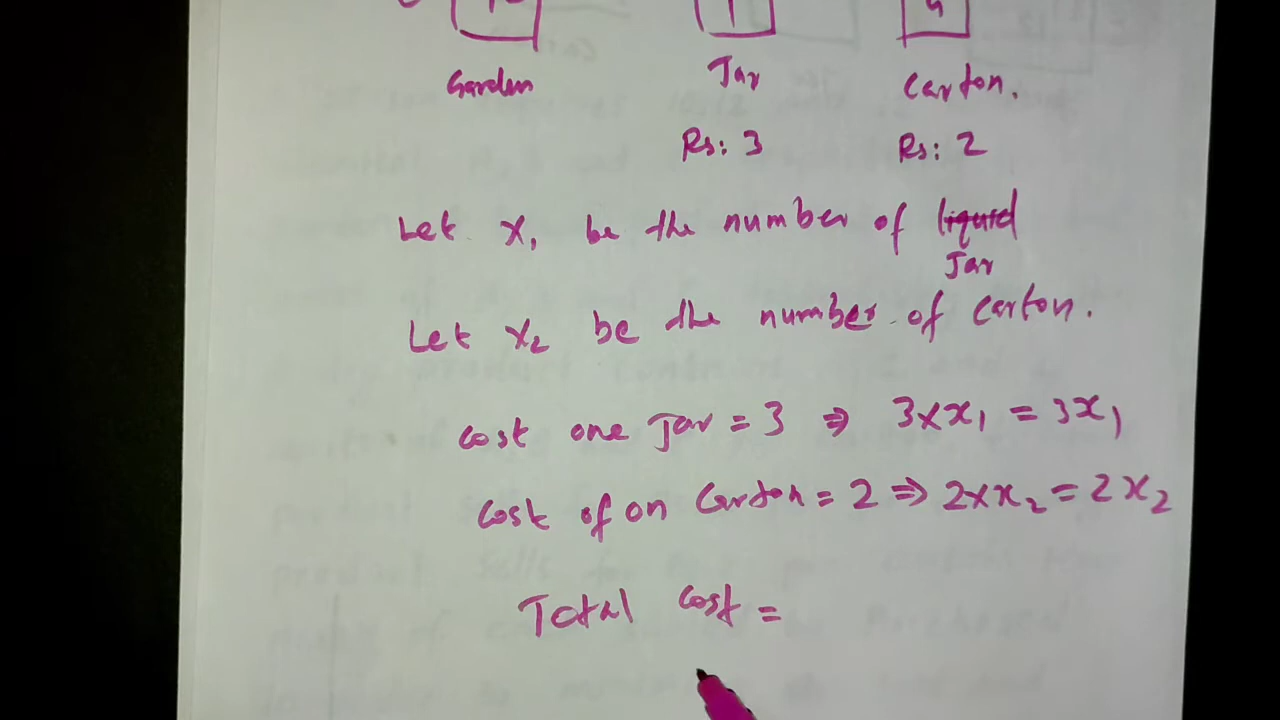 Garden Jar Carton.
Rs: 3 Rs: 2
Let x₁ be the number of liquid
Jar
Let x₂ be the number of carton.
cost one Jar = 3 ⇒ 3×x₁ = 3x₁
cost of on Carton = 2 ⇒ 2×x₂ = 2x₂
Total cost =